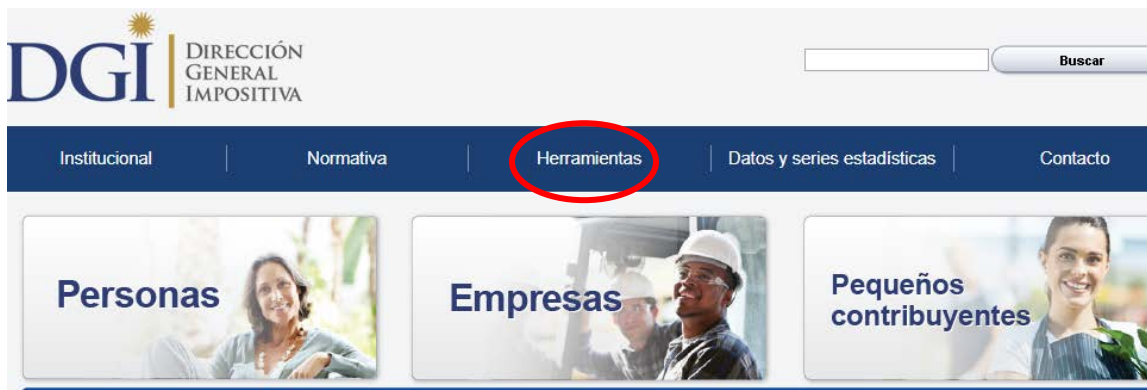 DGI
DIRECCIÓN
GENERAL
IMPOSITIVA
Buscar
Institucional
Normativa
Herramientas
Datos y series estadísticas
Contacto
Personas
Empresas
Pequeños
contribuyentes